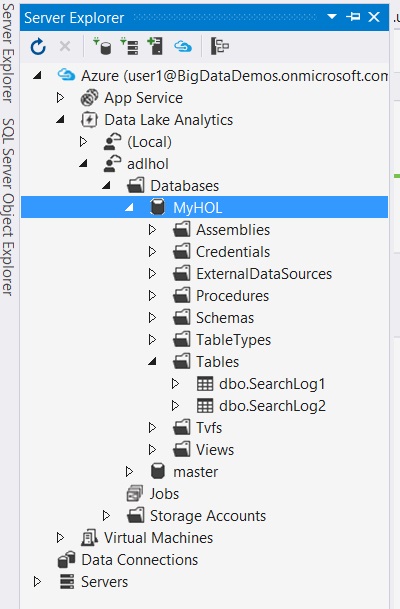 Server Explorer
SQL Server Object Explorer
Server Explorer
Azure (user1@BigDataDemos.onmicrosoft.com
App Service
Data Lake Analytics
(Local)
adlhol
Databases
MyHOL
Assemblies
Credentials
ExternalDataSources
Procedures
Schemas
TableTypes
Tables
dbo.SearchLog1
dbo.SearchLog2
Tvfs
Views
master
Jobs
Storage Accounts
Virtual Machines
Data Connections
Servers